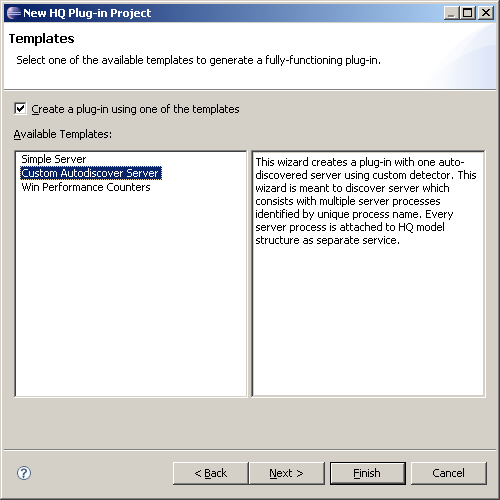 New HQ Plug-in Project
Templates
Select one of the available templates to generate a fully-functioning plug-in.
Create a plug-in using one of the templates
Available Templates:
Simple Server
Custom Autodiscover Server
Win Performance Counters
This wizard creates a plug-in with one auto-
discovered server using custom detector. This
wizard is meant to discover server which
consists with multiple server processes
identified by unique process name. Every
server process is attached to HQ model
structure as separate service.
?
< Back
Next >
Finish
Cancel